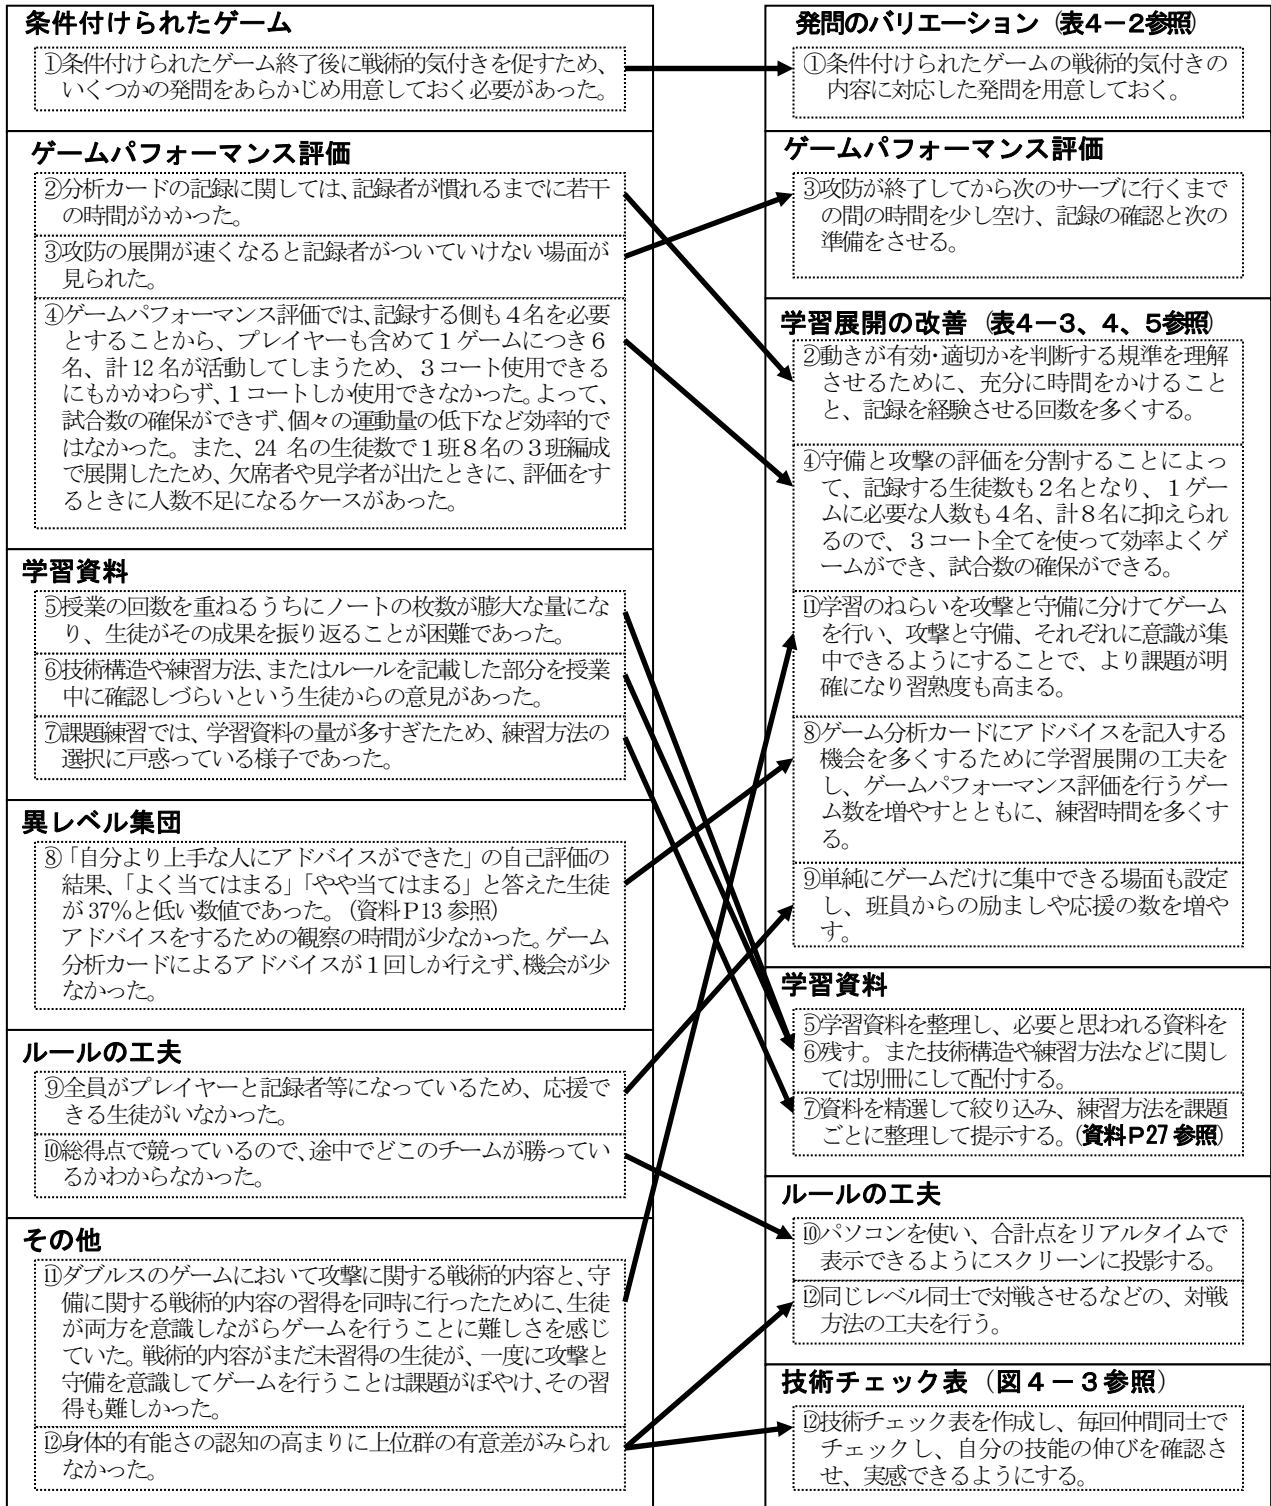 条件付けられたゲーム
①条件付けられたゲーム終了後に戦術的気付きを促すため、
いくつかの発問をあらかじめ用意しておく必要があった。
ゲームパフォーマンス評価
②分析カードの記録に関しては、記録者が慣れるまでに若干
の時間がかかった。
③攻防の展開が速くなると記録者がついていけない場面が
見られた。
④ゲームパフォーマンス評価では、記録する側も４名を必要
とすることから、プレイヤーも含めて１ゲームにつき６
名、計12名が活動してしまうため、３コート使用できる
にもかかわらず、１コートしか使用できなかった。よって、
試合数の確保ができず、個々の運動量の低下など効率的で
はなかった。また、24 名の生徒数で１班８名の３班編成
で展開したため、欠席者や見学者が出たときに、評価をす
るときに人数不足になるケースがあった。
学習資料
⑤授業の回数を重ねるうちにノートの枚数が膨大な量にな
り、生徒がその成果を振り返ることが困難であった。
⑥技術構造や練習方法、またはルールを記載した部分を授業
中に確認しづらいという生徒からの意見があった。
⑦課題練習では、学習資料の量が多すぎたため、練習方法の
選択に戸惑っている様子であった。
異レベル集団
⑧「自分より上手な人にアドバイスができた」の自己評価の
結果、「よく当てはまる」「やや当てはまる」と答えた生徒
が37%と低い数値であった。（資料Ｐ13参照）
アドバイスをするための観察の時間が少なかった。ゲーム
分析カードによるアドバイスが１回しか行えず、機会が少
なかった。
ルールの工夫
⑨全員がプレイヤーと記録者等になっているため、応援で
きる生徒がいなかった。
⑩総得点で競っているので、途中でどこのチームが勝ってい
るかわからなかった。
その他
⑪ダブルスのゲームにおいて攻撃に関する戦術的内容と、守
備に関する戦術的内容の習得を同時に行ったために、生徒
が両方を意識しながらゲームを行うことに難しさを感じ
ていた。戦術的内容がまだ未習得の生徒が、一度に攻撃と
守備を意識してゲームを行うことは課題がぼやけ、その習
得も難しかった。
⑫身体的有能さの認知の高まりに上位群の有意差がみられ
なかった。
発問のバリエーション（表４－２参照）
①条件付けられたゲームの戦術的気付きの
内容に対応した発問を用意しておく。
ゲームパフォーマンス評価
③攻防が終了してから次のサーブに行くまで
の間の時間を少し空け、記録の確認と次の
準備をさせる。
学習展開の改善（表４－３、４、５参照）
②動きが有効・適切かを判断する規準を理解
させるために、充分に時間をかけること
と、記録を経験させる回数を多くする。
④守備と攻撃の評価を分割することによっ
て、記録する生徒数も２名となり、１ゲー
ムに必要な人数も４名、計８名に抑えられ
るので、３コート全てを使って効率よくゲ
ームができ、試合数の確保ができる。
⑪学習のねらいを攻撃と守備に分けてゲーム
を行い、攻撃と守備、それぞれに意識が集
中できるようにすることで、より課題が明
確になり習熟度も高まる。
⑧ゲーム分析カードにアドバイスを記入する
機会を多くするために学習展開の工夫を
し、ゲームパフォーマンス評価を行うゲー
ム数を増やすとともに、練習時間を多くす
る。
⑨単純にゲームだけに集中できる場面も設定
し、班員からの励ましや応援の数を増や
す。
学習資料
⑤学習資料を整理し、必要と思われる資料を
⑥残す。また技術構造や練習方法などに関し
ては別冊にして配付する。
⑦資料を精選して絞り込み、練習方法を課題
ごとに整理して提示する。（資料Ｐ27参照）
ルールの工夫
⑩パソコンを使い、合計点をリアルタイムで
表示できるようにスクリーンに投影する。
⑫同じレベル同士で対戦させるなどの、対戦
方法の工夫を行う。
技術チェック表（図４－３参照）
⑫技術チェック表を作成し、毎回仲間同士で
チェックし、自分の技能の伸びを確認さ
せ、実感できるようにする。